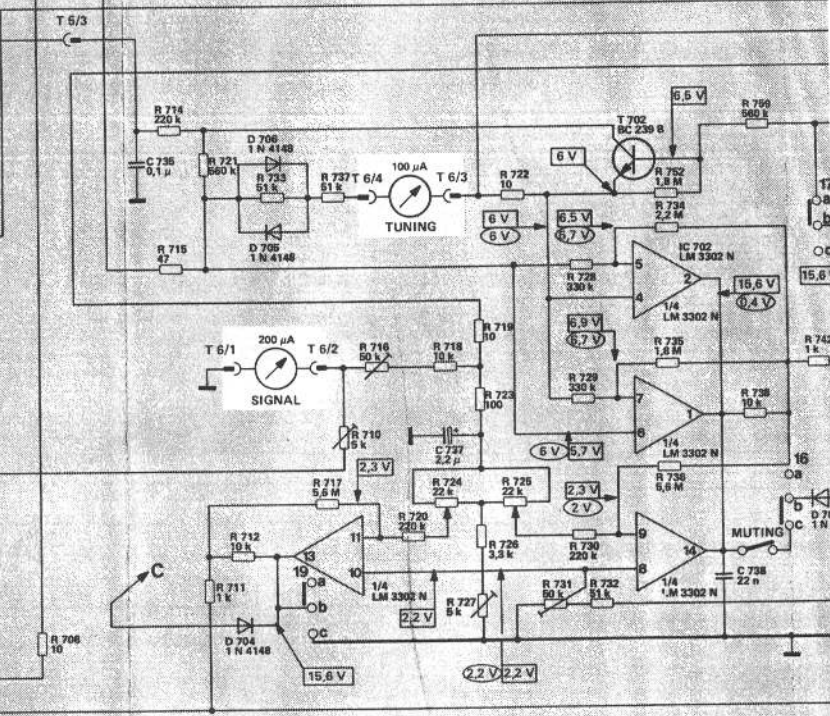 T 6/3
R 714
220 k
C 735
0,1 µ
R 721
560 k
D 706
1 N 4148
R 733
51 k
D 705
1 N 4148
R 737
51 k
T 6/4
100 µA
TUNING
T 6/3
R 722
10
T 702
BC 239 B
6,5 V
R 750
560 k
6 V
R 752
1,8 M
R 734
2,2 M
a
b
c
15,6
R 715
47
6 V
6 V
6,5 V
5,7 V
IC 702
LM 3302 N
5
4
2
R 728
330 k
1/4
LM 3302 N
15,6 V
0,4 V
T 6/1
200 µA
SIGNAL
T 6/2
R 716
50 k
R 718
10 k
R 719
10
R 723
100
6,9 V
5,7 V
R 735
1,8 M
R 742
1 k
R 729
330 k
7
6
1
R 738
10 k
1/4
LM 3302 N
6 V
5,7 V
R 710
5 k
C 737
2,2 µ
+
2,3 V
R 717
5,6 M
R 724
22 k
R 725
22 k
2,3 V
2 V
R 736
5,6 M
16
a
b
c
R 712
10 k
13
11
10
R 720
220 k
R 726
3,3 k
R 730
220 k
9
8
14
MUTING
1/4
LM 3302 N
1/4
LM 3302 N
C 738
22 n
C
R 711
1 k
19
a
b
c
2,2 V
R 727
5 k
R 731
50 k
R 732
51 k
R 706
10
D 704
1 N 4148
15,6 V
2,2 V
2,2 V